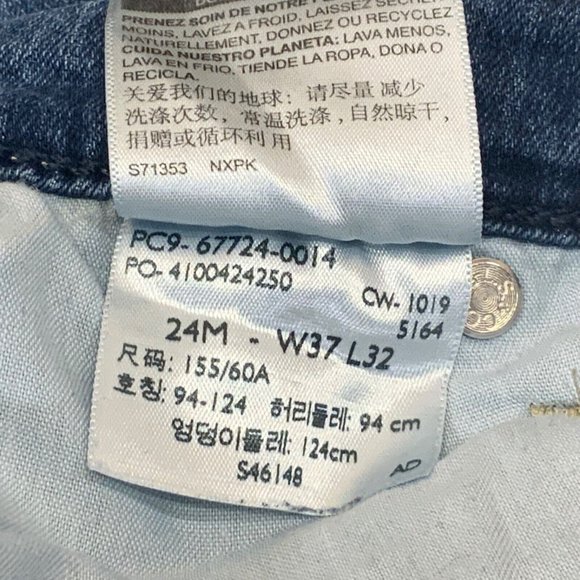 PRENEZ SOIN DE NOTRE
MOINS, LAVEZ A FROID, LAISSEZ SÉCHER
NATURELLEMENT, DONNEZ OU RECYCLEZ.
CUIDA NUESTRO PLANETA: LAVA MENOS,
LAVA EN FRIO, TIENDE LA ROPA, DONA O
RECICLA.
关爱我们的地球: 请尽量减少
洗涤次数, 常温洗涤, 自然晾干,
捐赠或循环利用
S71353 NXPK
PC9- 67724-0014
PO- 4100424250
CW- 1019
5164
24M - W37 L32
尺码: 155/60A
호칭: 94-124 허리둘레: 94 cm
엉덩이둘레: 124cm
S46148
AD